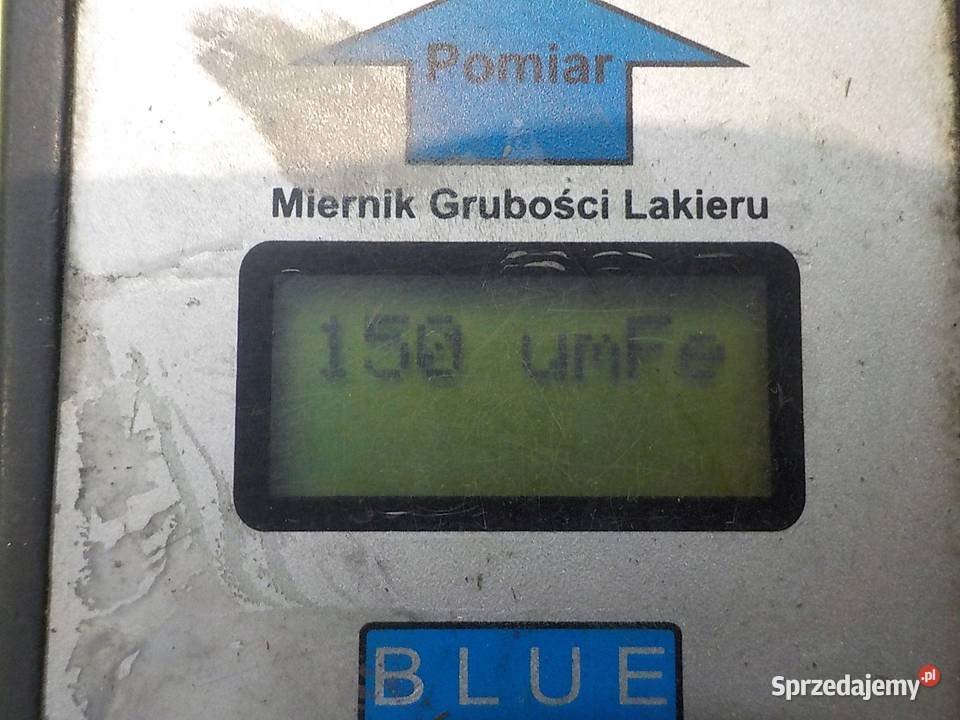 Pomiar
Miernik Grubości Lakieru
150 umFe
BLUE
Sprzedajemy.pl